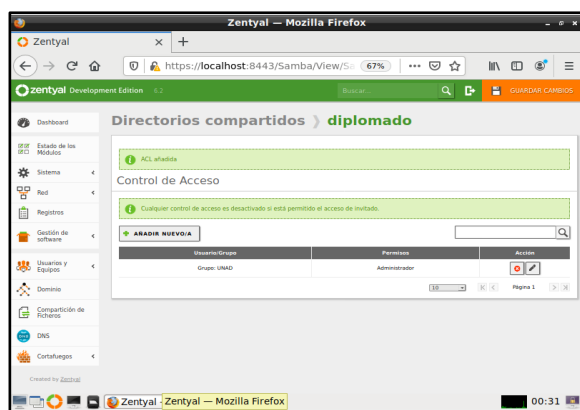 Zentyal — Mozilla Firefox
Zentyal
https://localhost:8443/Samba/View/Sa 67%
zentyal Development Edition 6.2 Buscar... GUARDAR CAMBIOS
Dashboard
Estado de los
Módulos
Sistema
Red
Registros
Gestión de
software
Usuarios y
Equipos
Dominio
Compartición de
Ficheros
DNS
Cortafuegos
Created by Zentyal
Directorios compartidos diplomado
ACL añadida
Control de Acceso
Cualquier control de acceso es desactivado si está permitido el acceso de invitado.
AÑADIR NUEVO/A
Usuario/Grupo Permisos Acción
Grupo: UNAD Administrador
10 Página 1
Zentyal - Zentyal — Mozilla Firefox 00:31